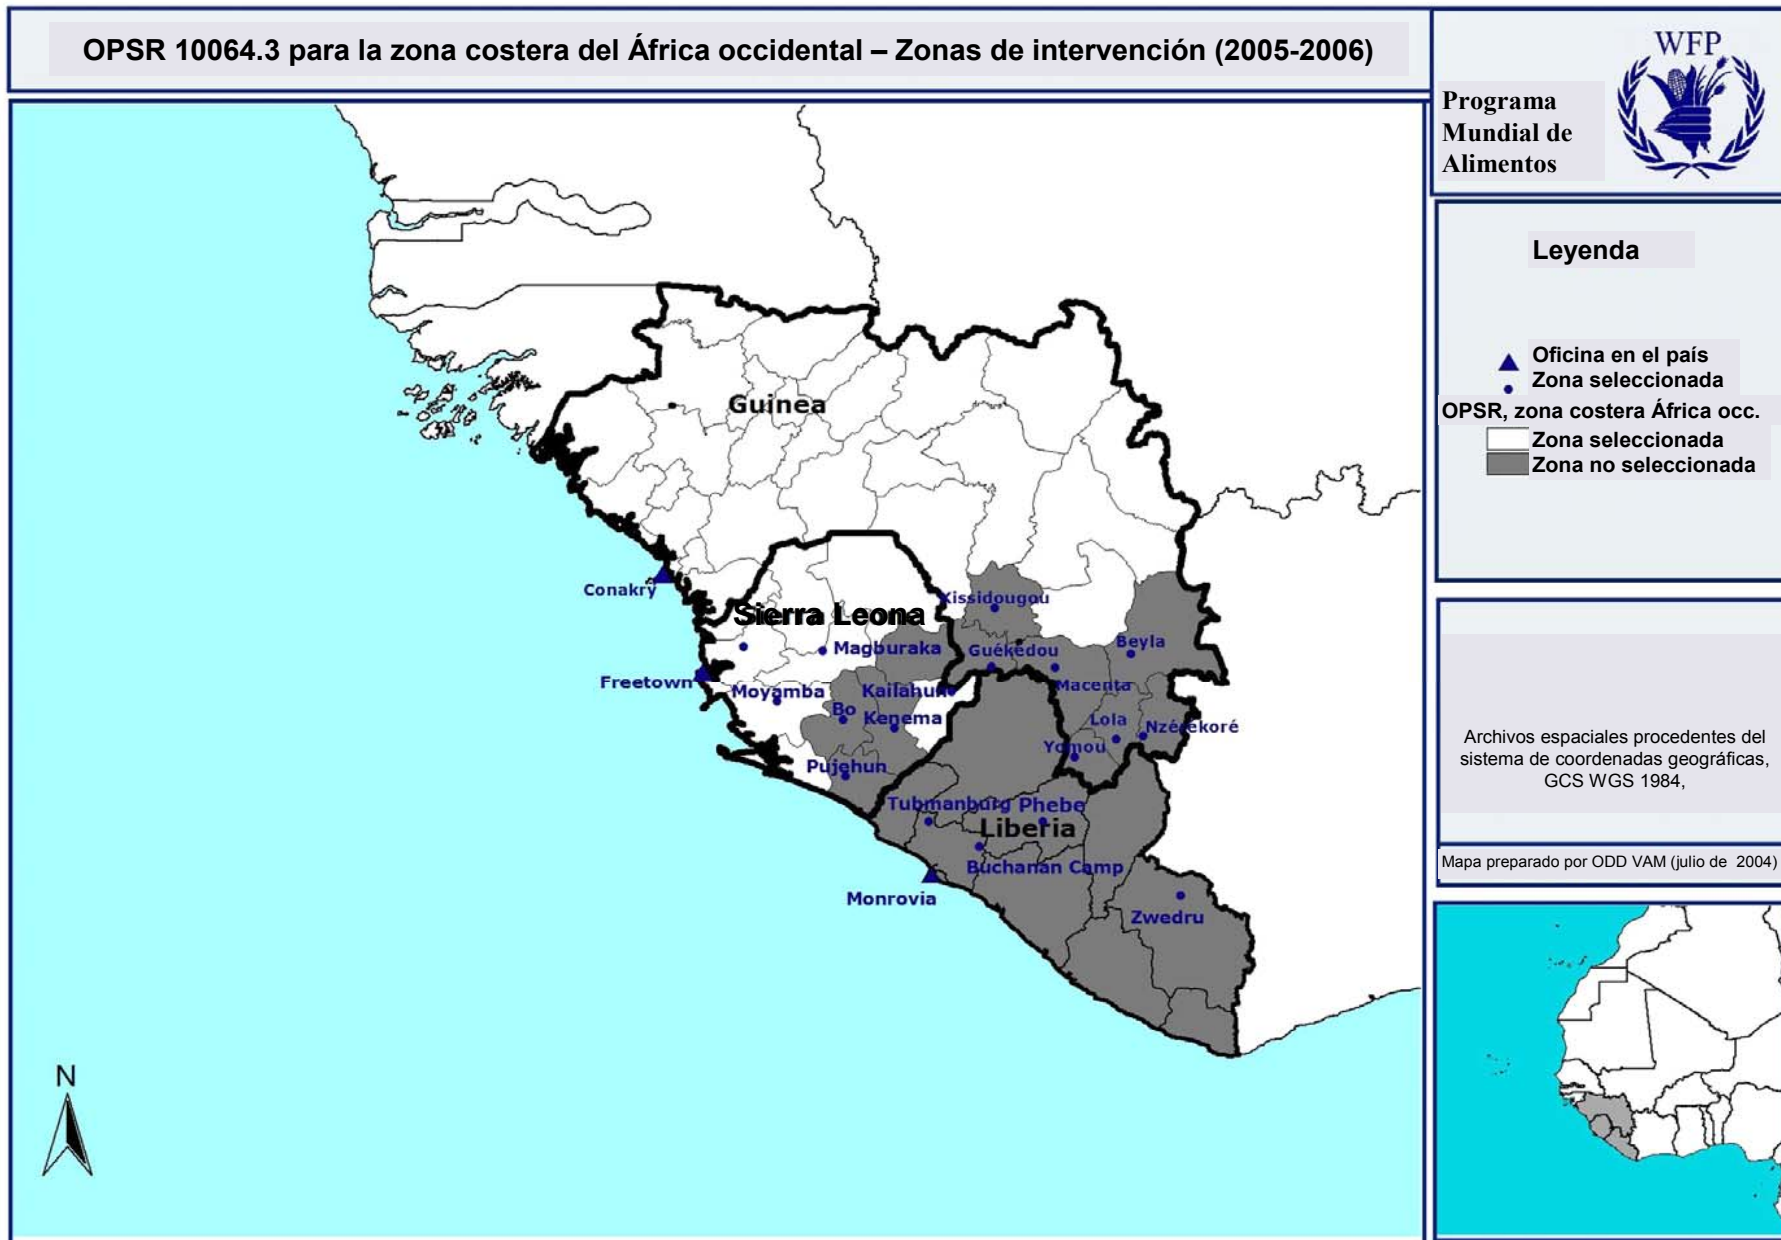 OPSR 10064.3 para la zona costera del África occidental – Zonas de intervención (2005-2006)
WFP
Programa
Mundial de
Alimentos
Leyenda
Oficina en el país
Zona seleccionada
OPSR, zona costera África occ.
Zona seleccionada
Zona no seleccionada
Archivos espaciales procedentes del
sistema de coordenadas geográficas,
GCS WGS 1984,
Mapa preparado por ODD VAM (julio de 2004)
Guinea
Conakry
Sierra Leona
Kissidougou
Magburaka
Guékédou
Beyla
Freetown
Moyamba
Kailahun
Macenta
Bo
Kenema
Lola
Nzérékoré
Yomou
Pujehun
Tubmanburg
Phebe
Liberia
Buchanan Camp
Monrovia
Zwedru
N